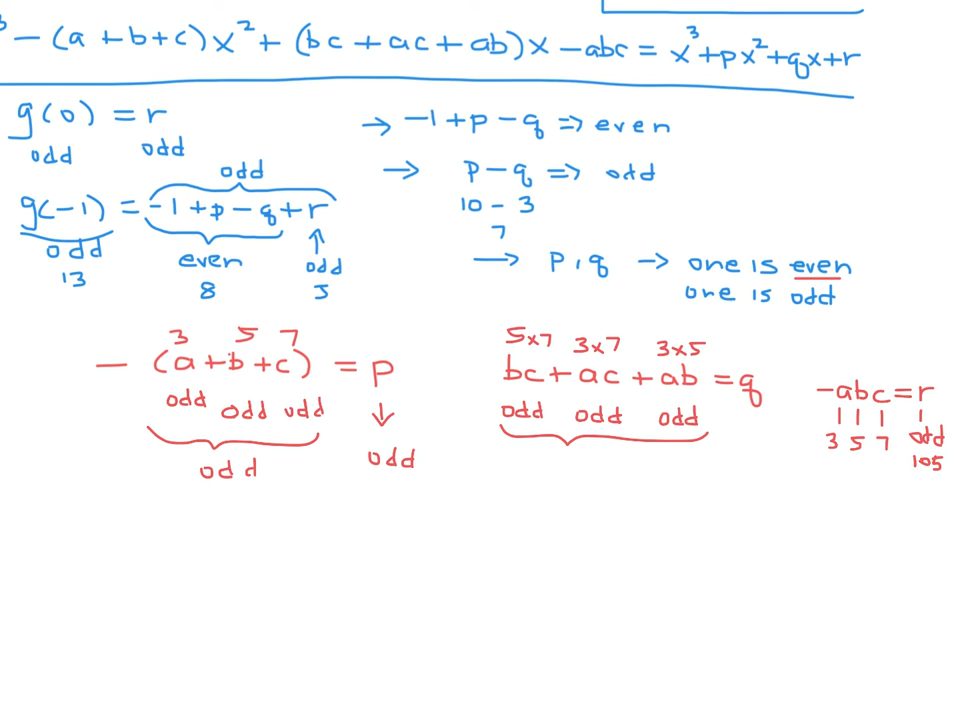 3 − (a + b + c)x² + (bc + ac + ab)x − abc = x³ + px² + qx + r
g(0) = r
odd odd
→ −1 + p − q ⇒ even
→ p − q ⇒ odd
10 − 3
7
odd
g(−1) = −1 + p − q + r
odd even odd
13 8 5
→ p, q → one is even
one is odd
3 5 7
− (a + b + c) = p
odd odd odd
odd odd
5x7 3x7 3x5
bc + ac + ab = q
odd odd odd
−abc = r
3 5 7 odd
105